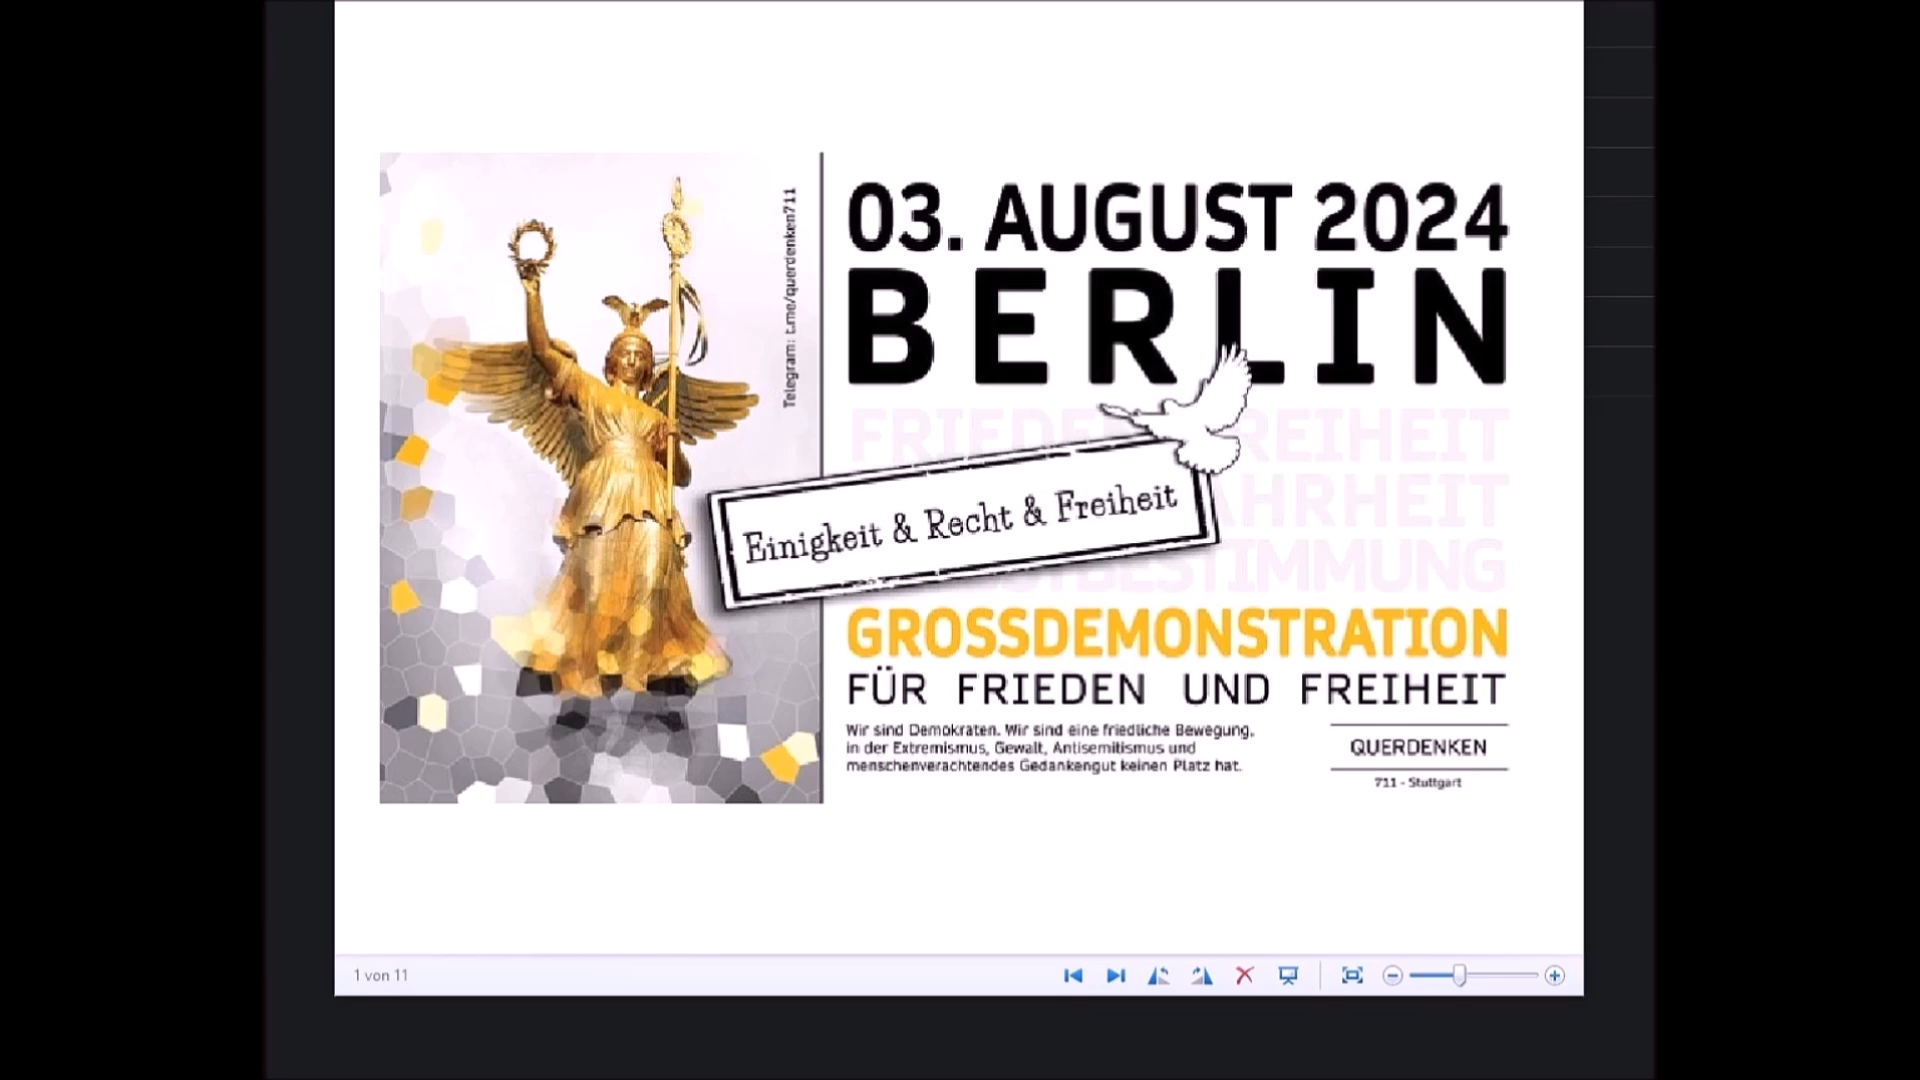 Telegram: t.me/querdenken711
03. AUGUST 2024
BERLIN
FRIEDEN FREIHEIT
Einigkeit & Recht & Freiheit
GROSSDEMONSTRATION
FÜR FRIEDEN UND FREIHEIT
Wir sind Demokraten. Wir sind eine friedliche Bewegung,
in der Extremismus, Gewalt, Antisemitismus und
menschenverachtendes Gedankengut keinen Platz hat.
QUERDENKEN
711 - Stuttgart
1 von 11